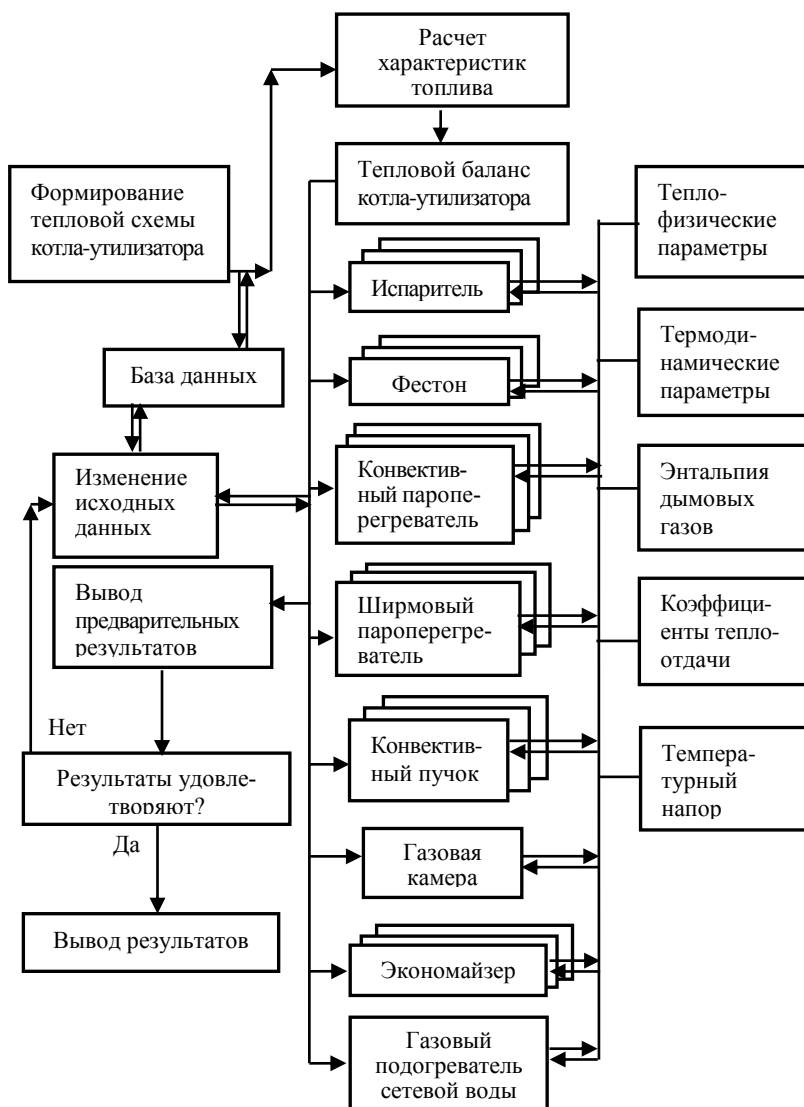 Расчет
характеристик
топлива
Формирование
тепловой схемы
котла-утилизатора
Тепловой баланс
котла-утилизатора
Тепло-
физические
параметры
Испаритель
База данных
Фестон
Термоди-
намические
параметры
Изменение
исходных
данных
Конвектив-
ный паропе-
регреватель
Энтальпия
дымовых
газов
Вывод
предварительных
результатов
Ширмовый
пароперегре-
ватель
Коэффици-
енты тепло-
отдачи
Нет
Результаты удовле-
творяют?
Конвектив-
ный пучок
Температ-
турный
напор
Да
Газовая
камера
Вывод результатов
Экономайзер
Газовый
подогреватель
сетевой воды